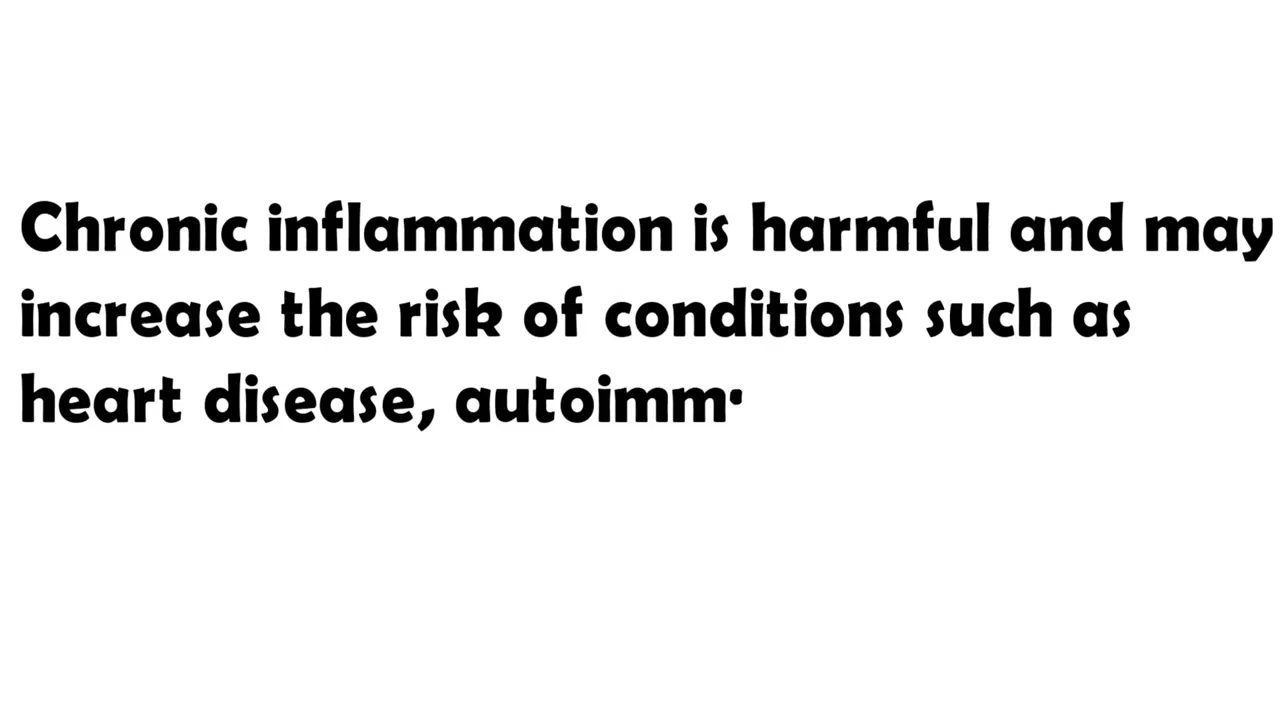 Chronic inflammation is harmful and may
increase the risk of conditions such as
heart disease, autoimm